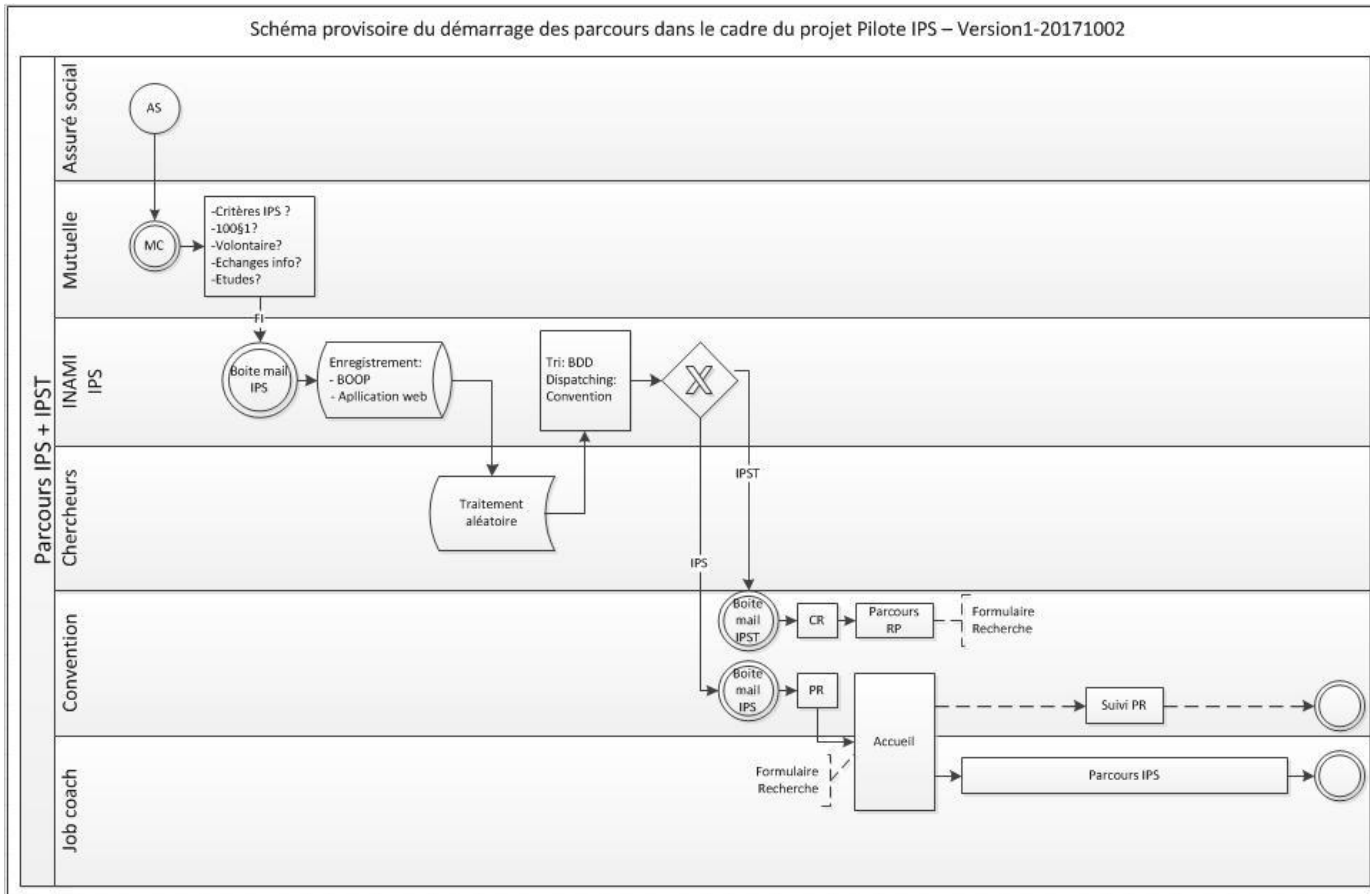 Schéma provisoire du démarrage des parcours dans le cadre du projet Pilote IPS – Version1-20171002
Parcours IPS + IPST
Assuré social
AS
Mutuelle
MC
-Critères IPS ?
-100§1?
-Volontaire?
-Echanges info?
-Etudes?
FI
INAMI
IPS
Boite mail
IPS
Enregistrement:
- BOOP
- Apllication web
Tri: BDD
Dispatching:
Convention
X
Chercheurs
Traitement
aléatoire
IPST
IPS
Convention
Boite
mail
IPST
CR
Parcours
RP
Formulaire
Recherche
Boite
mail
IPS
PR
Accueil
Suivi PR
Job coach
Formulaire
Recherche
Parcours IPS